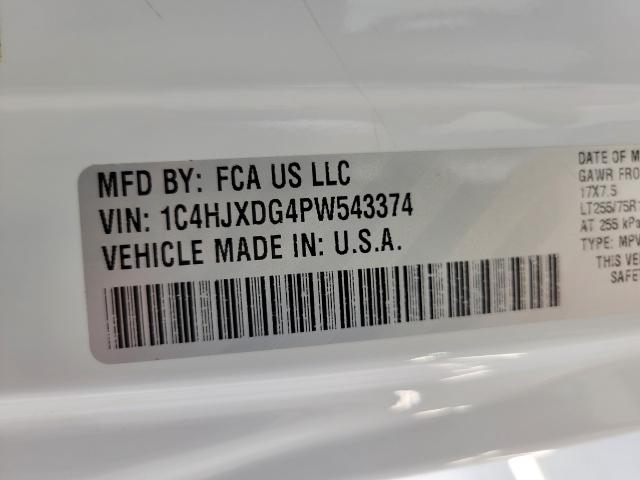 MFD BY: FCA US LLC
VIN: 1C4HJXDG4PW543374
VEHICLE MADE IN: U.S.A.
DATE OF M
GAWR FRO
17X7.5
LT255/75R1
AT 255 kPa
TYPE: MPV
THIS VE
SAFE